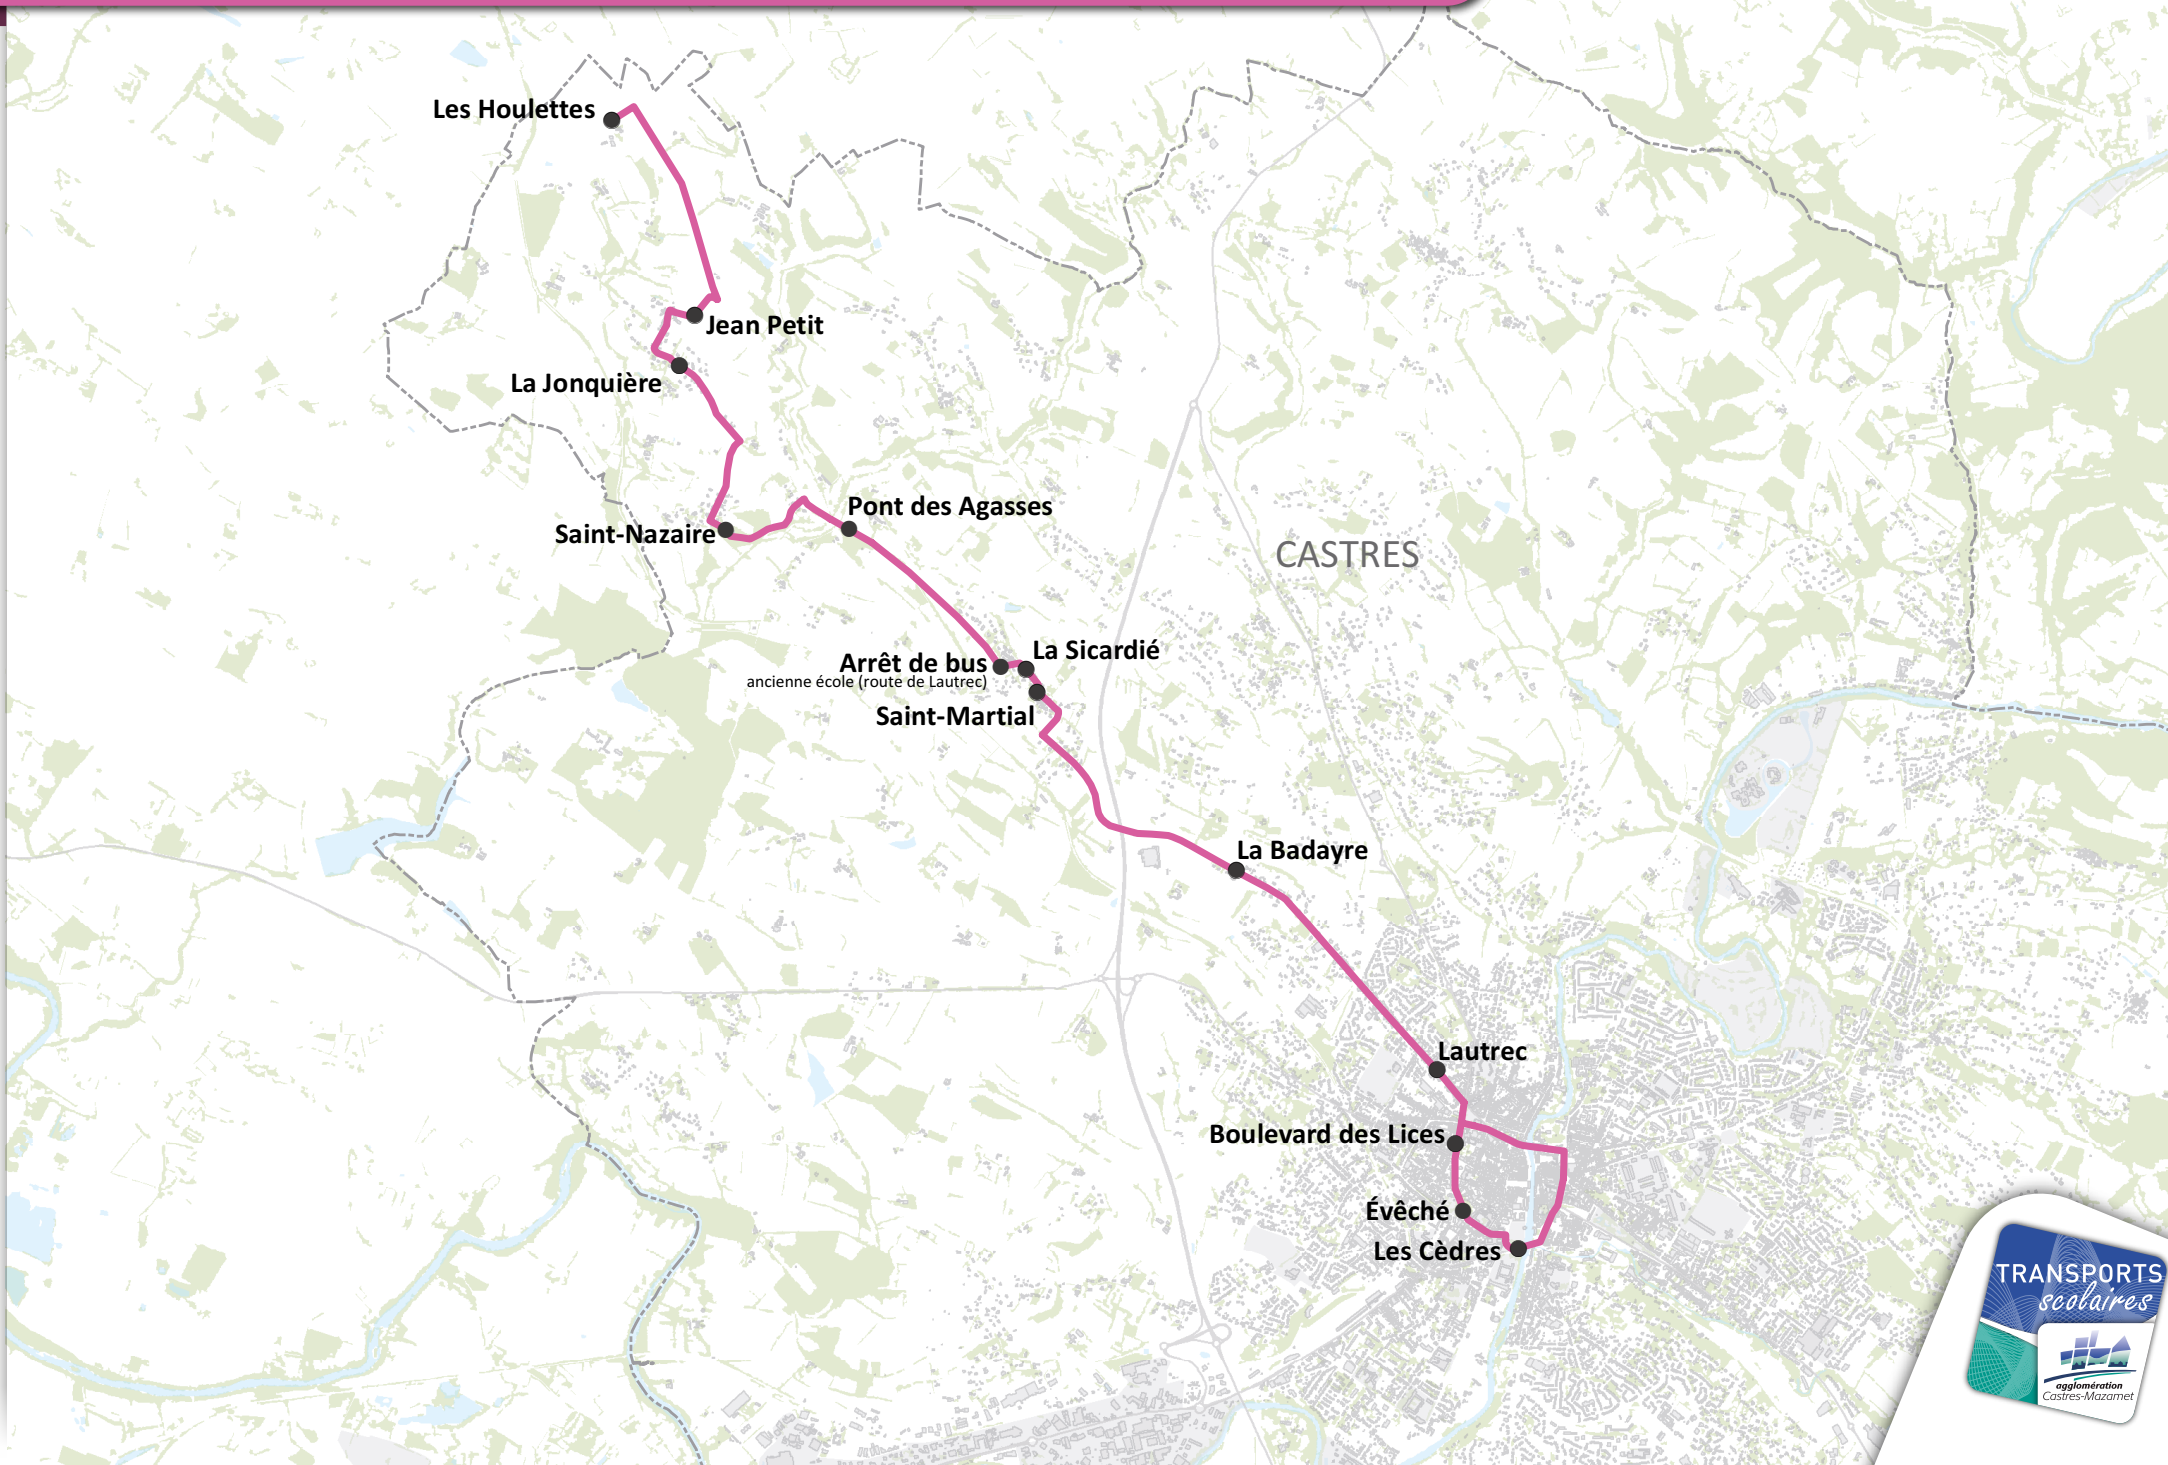 Les Houlettes
Jean Petit
La Jonquière
Pont des Agasses
Saint-Nazaire
CASTRES
La Sicardié
Arrêt de bus
ancienne école (route de Lautrec)
Saint-Martial
La Badayre
Lautrec
Boulevard des Lices
Évêché
Les Cèdres
TRANSPORTS
scolaires
agglomération
Castres-Mazamet